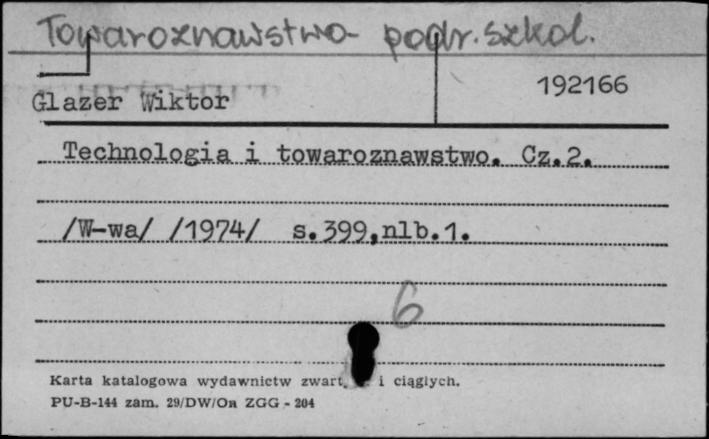 Towaroznawstwo- podr. szkol.
192166
Glazer Wiktor
Technologia i towaroznawstwo. Cz.2.
/W-wa/ /1974/ s.399,nlb.1.
6
Karta katalogowa wydawnictw zwart i ciągłych.
PU-B-144 zam. 29/DW/On ZGG - 204